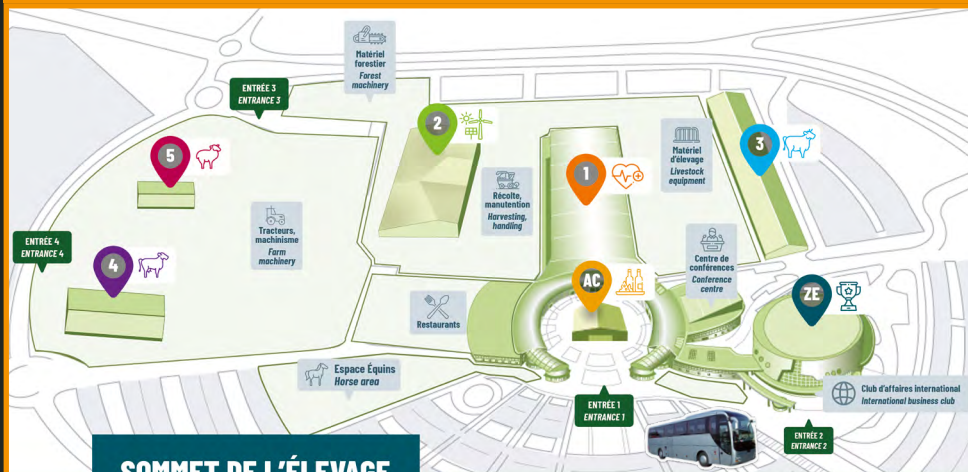 Matériel
forestier
Forest
machinery
ENTRÉE 3
ENTRANCE 3
2
5
1
3
Matériel
d'élevage
Livestock
equipment
Récolte,
manutention
Harvesting,
handling
Tracteurs,
machinisme
Farm
machinery
ENTRÉE 4
ENTRANCE 4
4
Centre de
conférences
Conference
centre
AC
ZE
Restaurants
Espace Équins
Horse area
Club d'affaires international
International business club
ENTRÉE 1
ENTRANCE 1
ENTRÉE 2
ENTRANCE 2
SOMMET DE L'ÉLEVAGE